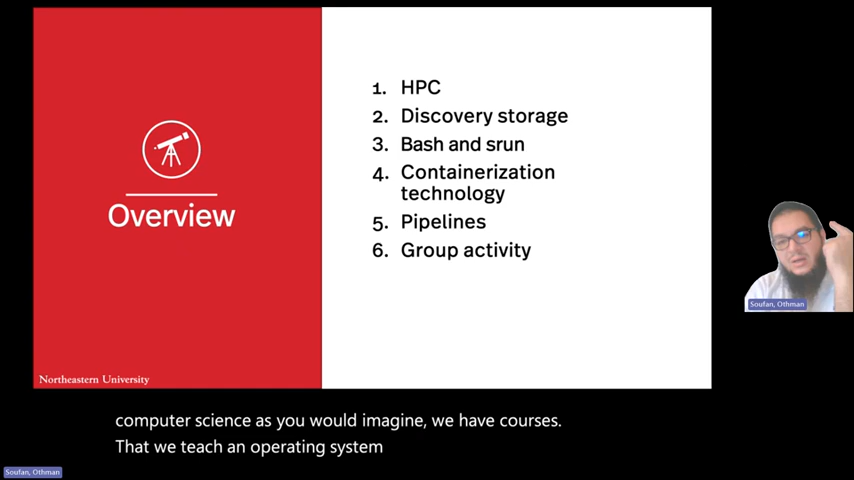 Overview
Northeastern University
1. HPC
2. Discovery storage
3. Bash and srun
4. Containerization
technology
5. Pipelines
6. Group activity
Soufan, Othman
computer science as you would imagine, we have courses.
That we teach an operating system
Soufan, Othman